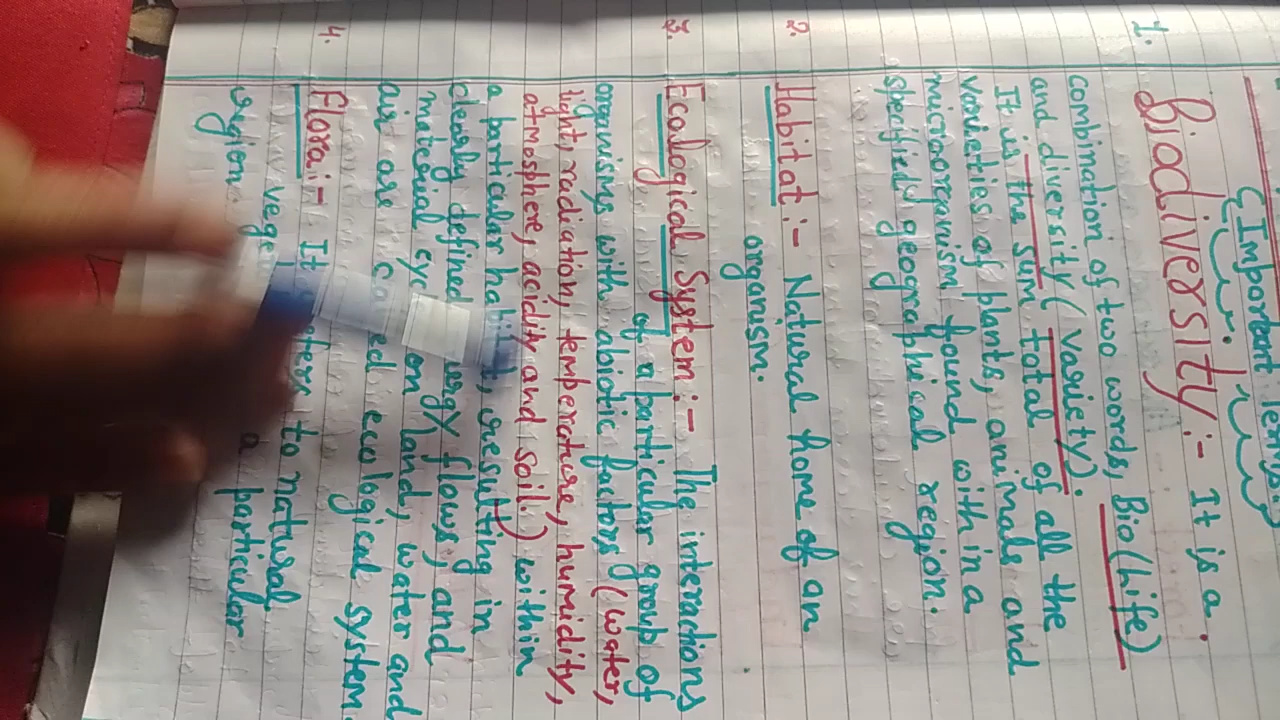 {Important terms}
1. Biodiversity:- It is a
combination of two words, Bio(life)
and diversity (variety).
It is the sum total of all the
varieties of plants, animals and
microorganism found with in a
specified geographical region.
2. Habitat:- Natural home of an
organism.
3. Ecological System:- The interactions
of a particular group of
organisms with abiotic factors (water,
light, radiation, temperature, humidity,
atmosphere, acidity and soil.) within
a particular habit, resulting in
clearly defined flows, and
material on land, water and
air are ecological system.
4. Flora:- It to natural
a particular
region